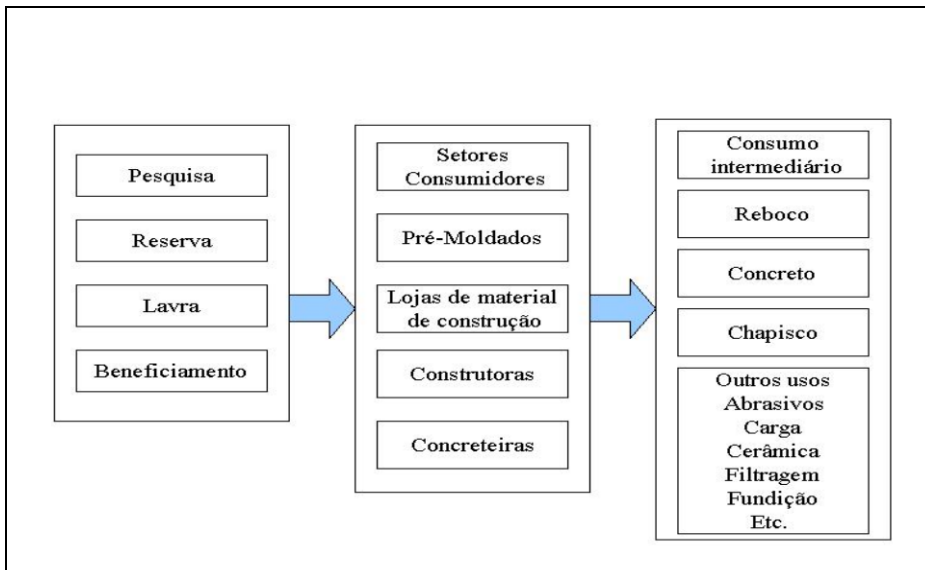 Pesquisa
Reserva
Lavra
Beneficiamento
Setores
Consumidores
Pré-Moldados
Lojas de material
de construção
Construtoras
Concreteiras
Consumo
intermediário
Reboco
Concreto
Chapisco
Outros usos
Abrasivos
Carga
Cerâmica
Filtragem
Fundição
Etc.